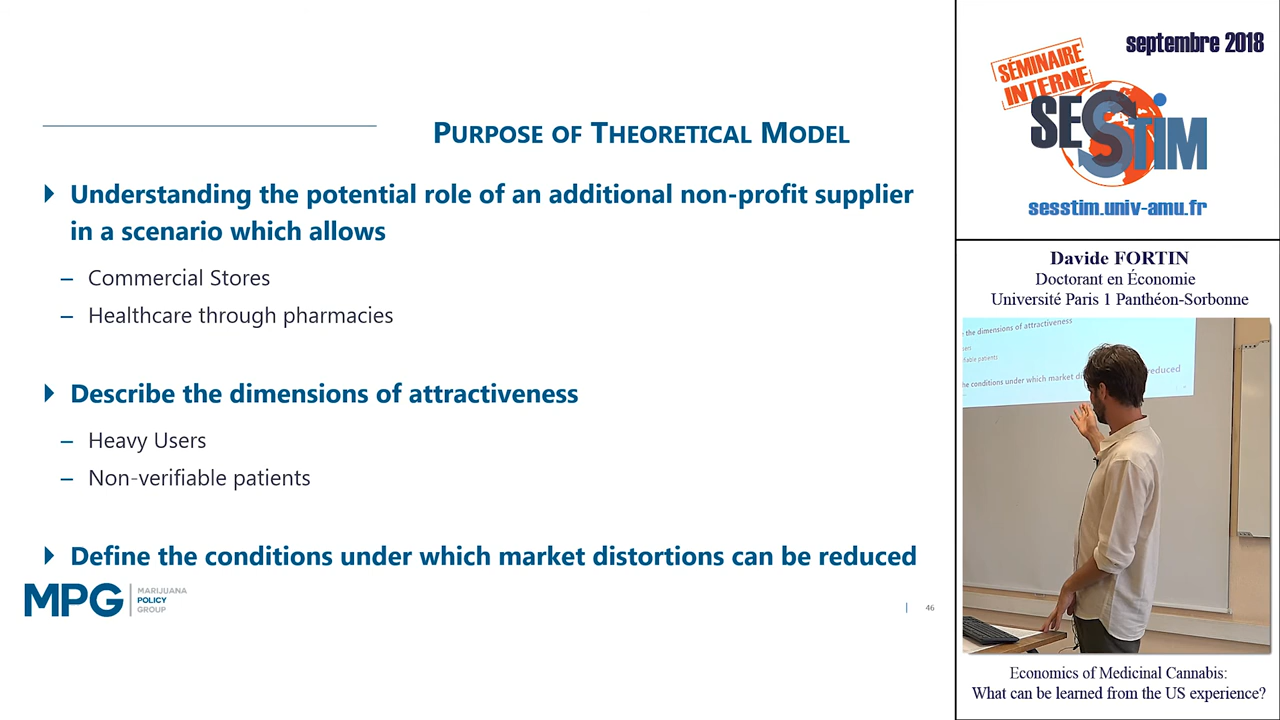 PURPOSE OF THEORETICAL MODEL
Understanding the potential role of an additional non-profit supplier
in a scenario which allows
– Commercial Stores
– Healthcare through pharmacies
Describe the dimensions of attractiveness
– Heavy Users
– Non-verifiable patients
Define the conditions under which market distortions can be reduced
MPG MARIJUANA
POLICY
GROUP
46
septembre 2018
SÉMINAIRE
INTERNE
SESSTIM
sesstim.univ-amu.fr
Davide FORTIN
Doctorant en Économie
Université Paris 1 Panthéon-Sorbonne
the dimensions of attractiveness
patients
the conditions under which market
reduced
Economics of Medicinal Cannabis:
What can be learned from the US experience?